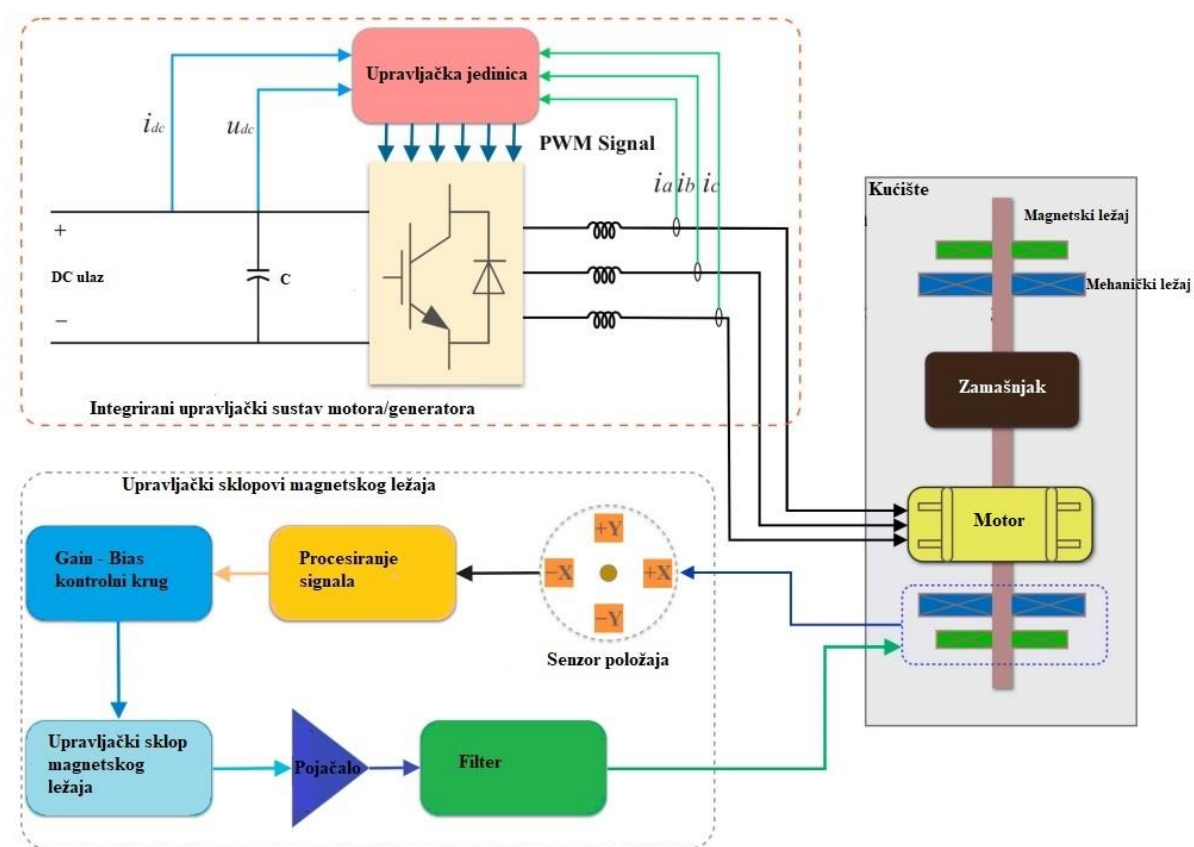 Upravljačka jedinica
i dc
u dc
PWM Signal
ia ib ic
+
DC ulaz
C
−
Integrirani upravljački sustav motora/generatora
Kućište
Magnetski ležaj
Mehanički ležaj
Zamašnjak
Motor
Upravljački sklopovi magnetskog ležaja
Gain - Bias
kontrolni krug
Procesiranje
signala
+Y
−X
+X
−Y
Senzor položaja
Upravljački sklop
magnetskog
ležaja
Pojačalo
Filter